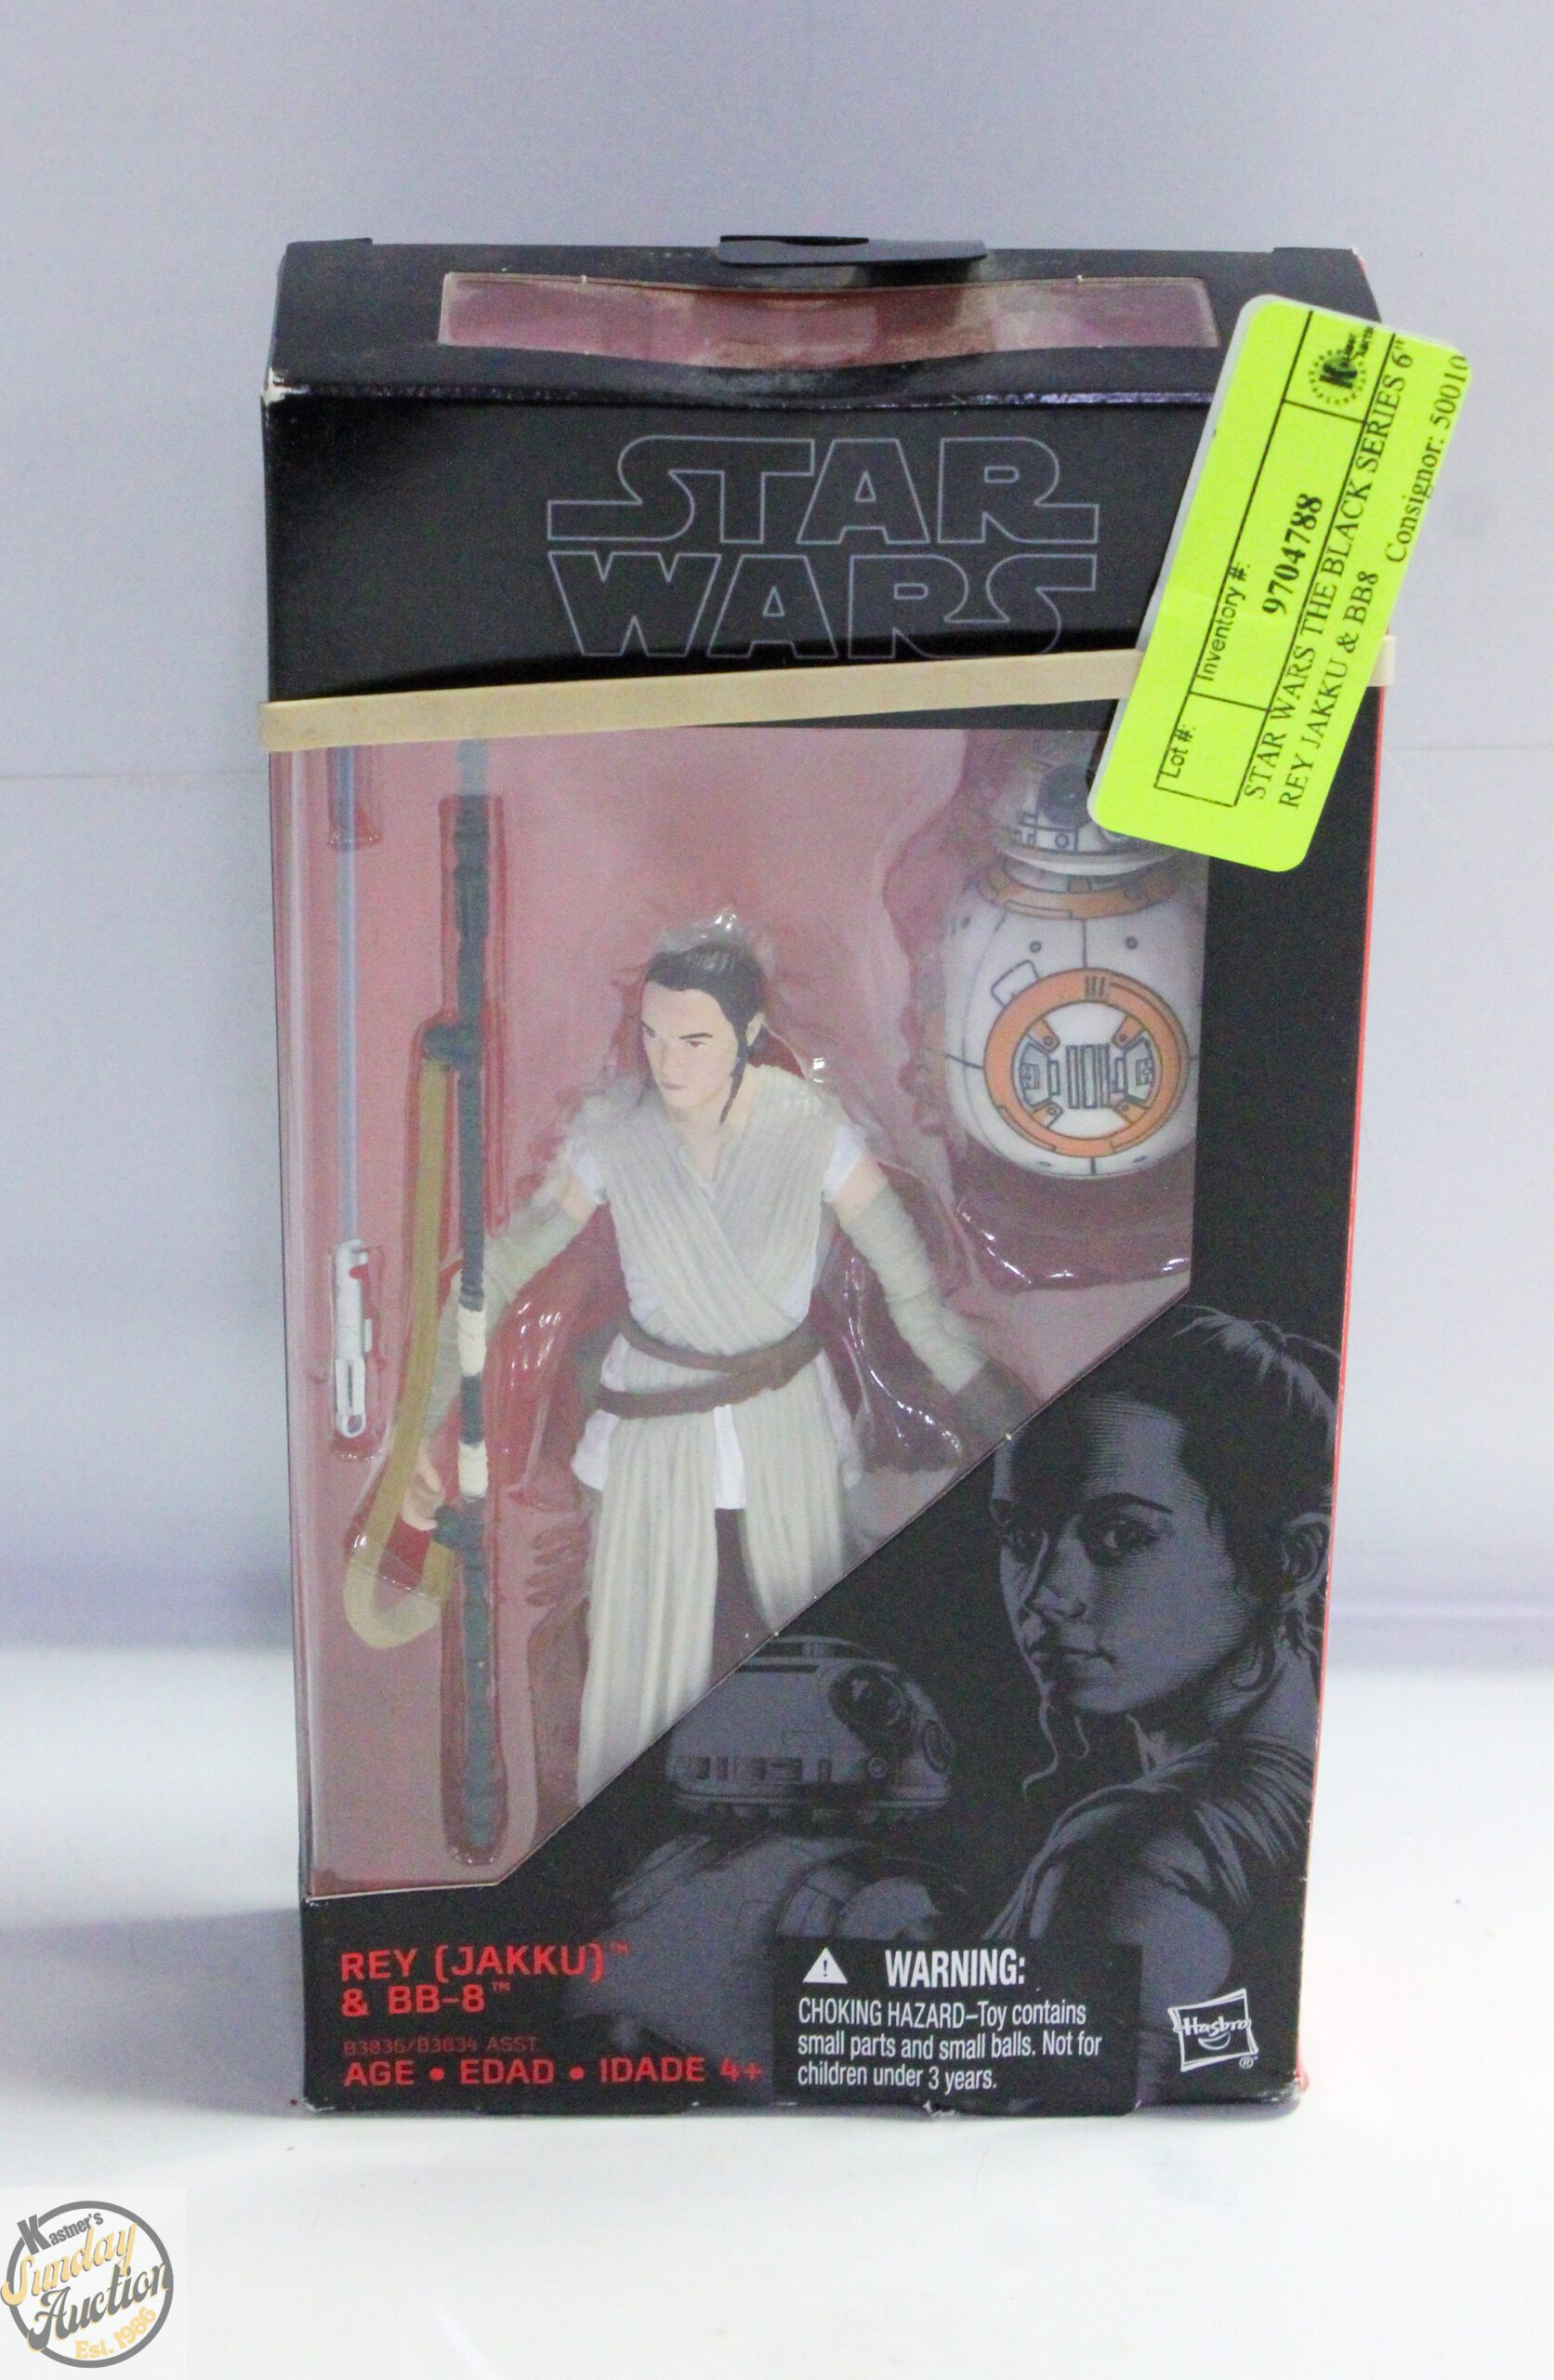 STAR
WARS
Lot #:
Inventory #:
9704788
STAR WARS THE BLACK SERIES 6"
REY JAKKU & BB8
Consignor: 50010
REY (JAKKU)™
& BB-8™
B3836/B3834 ASST
AGE • EDAD • IDADE 4+
WARNING:
CHOKING HAZARD–Toy contains
small parts and small balls. Not for
children under 3 years.
Hasbro
®
Kastner's
Sunday
Auction
Est. 1986